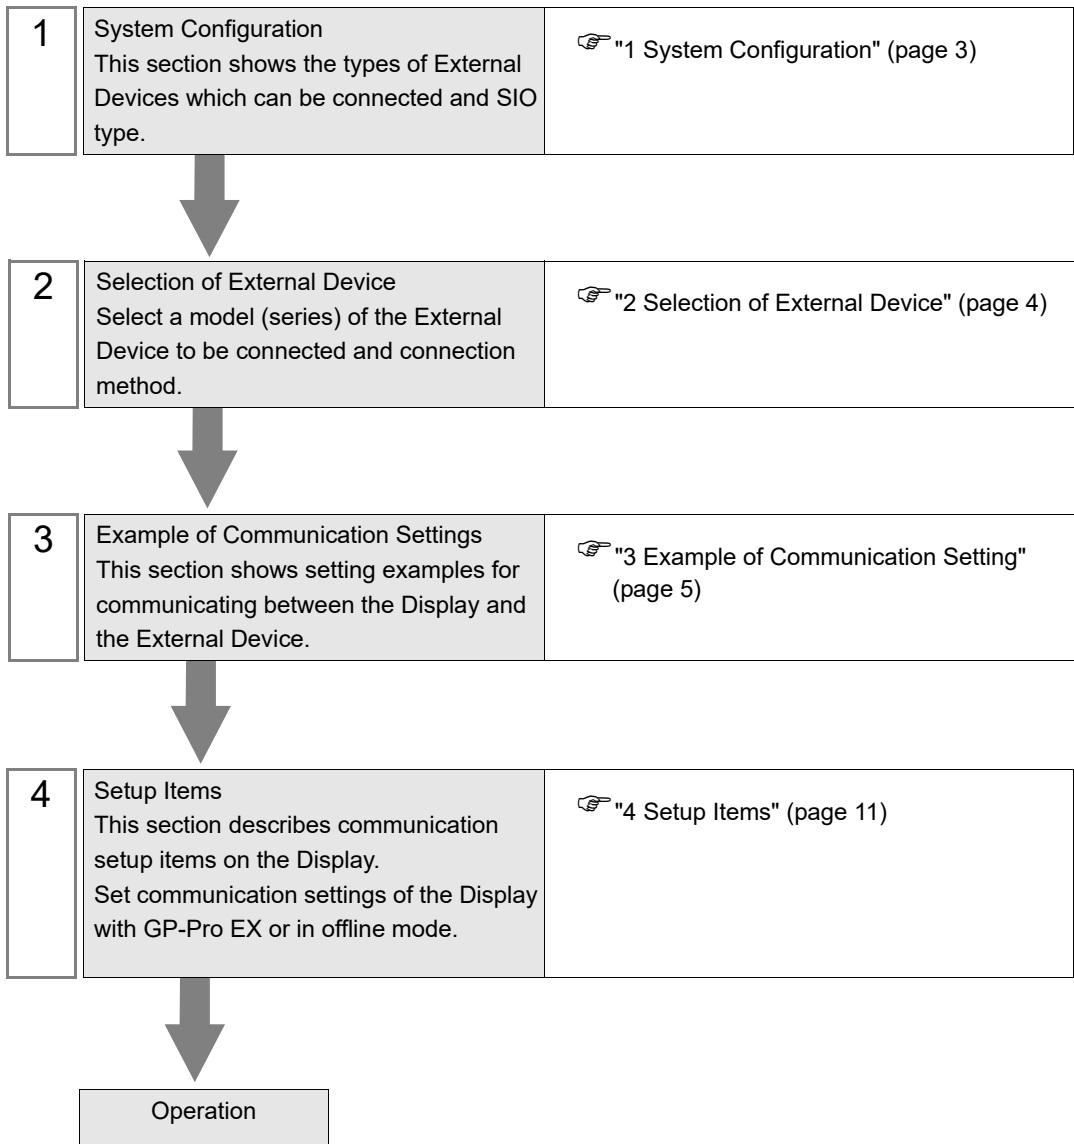 1
System Configuration
This section shows the types of External
Devices which can be connected and SIO
type.
"1 System Configuration" (page 3)
2
Selection of External Device
Select a model (series) of the External
Device to be connected and connection
method.
"2 Selection of External Device" (page 4)
3
Example of Communication Settings
This section shows setting examples for
communicating between the Display and
the External Device.
"3 Example of Communication Setting"
(page 5)
4
Setup Items
This section describes communication
setup items on the Display.
Set communication settings of the Display
with GP-Pro EX or in offline mode.
"4 Setup Items" (page 11)
Operation